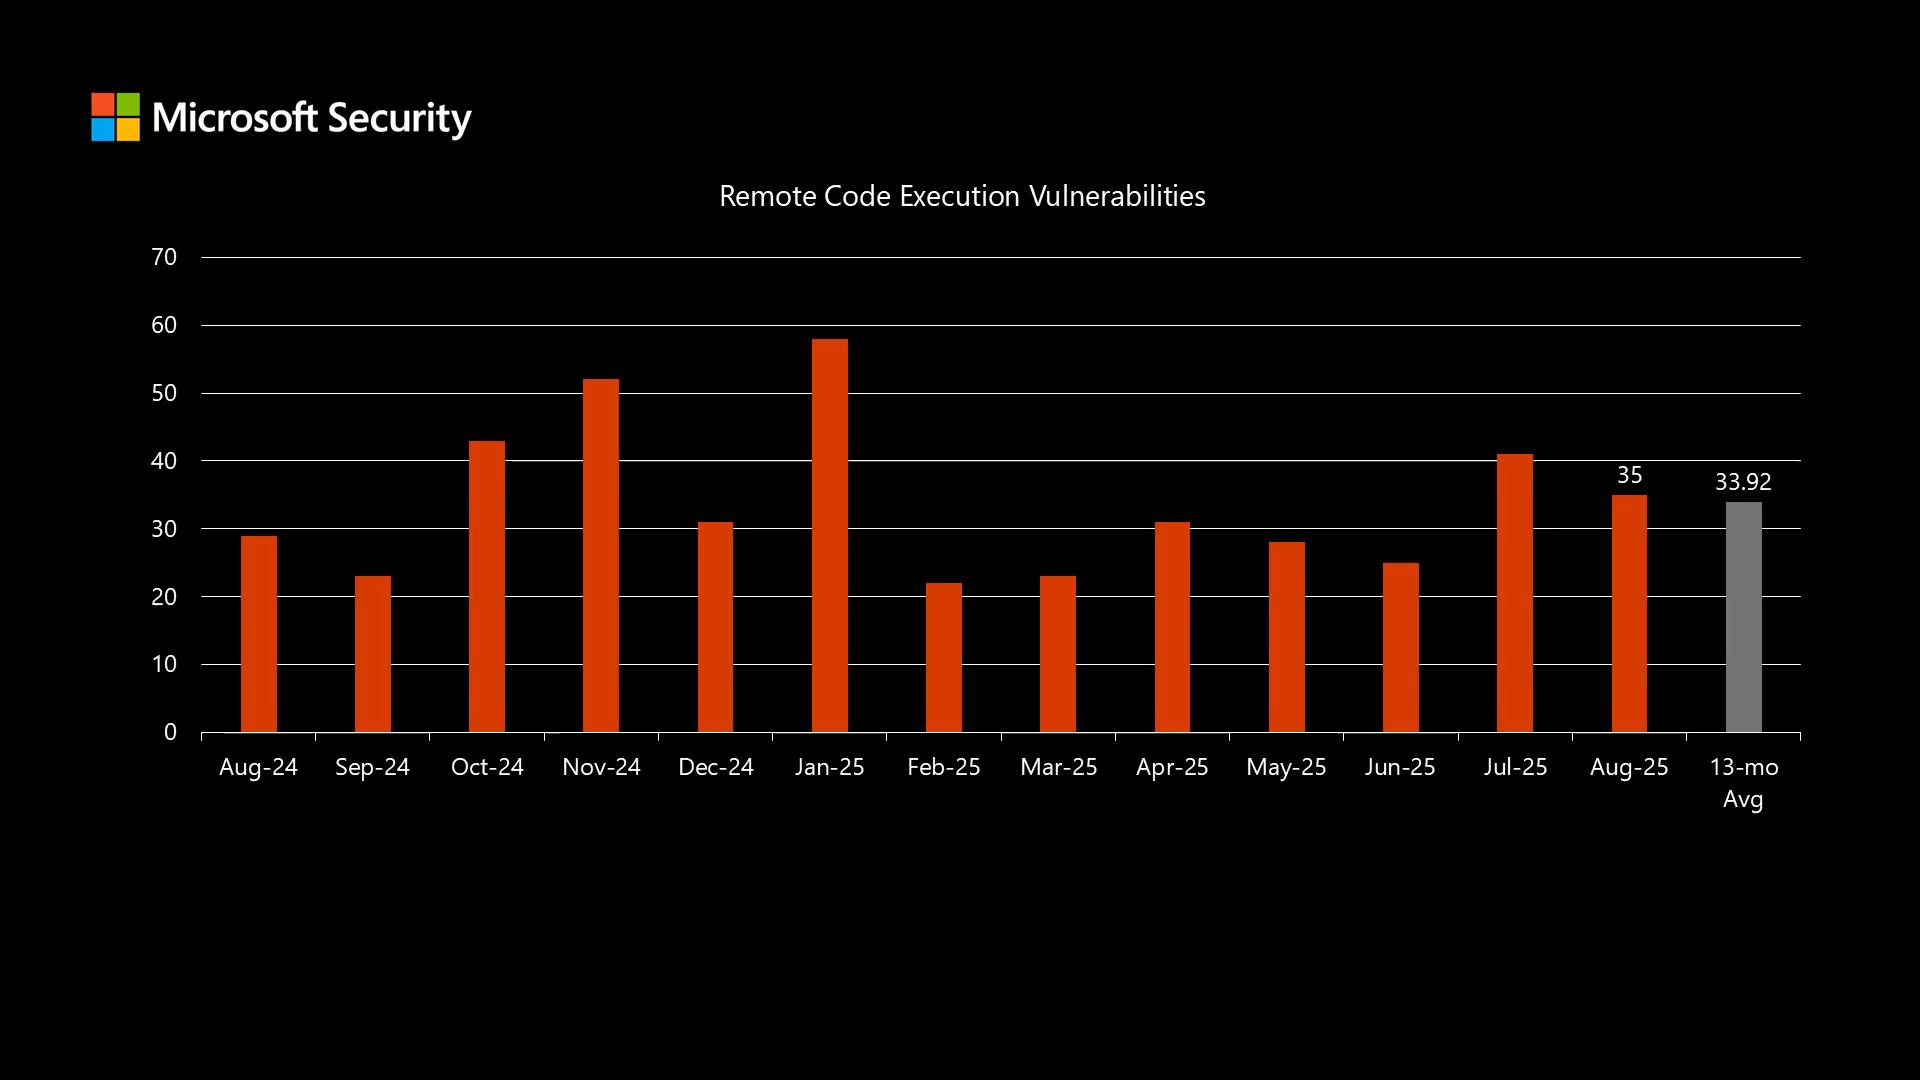 Microsoft Security
Remote Code Execution Vulnerabilities
70
60
50
40
30
20
10
0
35
33.92
Aug-24 Sep-24 Oct-24 Nov-24 Dec-24 Jan-25 Feb-25 Mar-25 Apr-25 May-25 Jun-25 Jul-25 Aug-25 13-mo
Avg